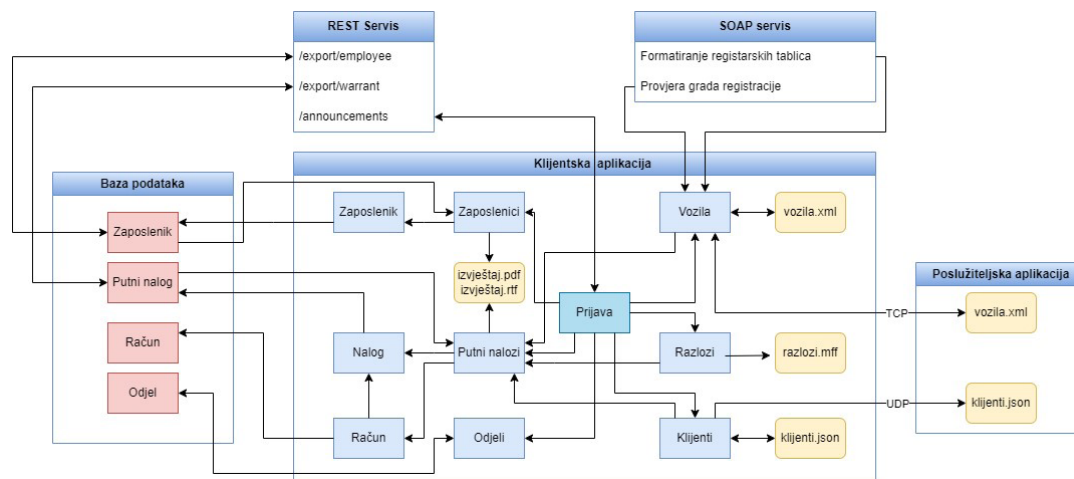 REST Servis
/export/employee
/export/warrant
/announcements
SOAP servis
Formatiranje registarskih tablica
Provjera grada registracije
Baza podataka
Zaposlenik
Putni nalog
Račun
Odjel
Klijentska aplikacija
Zaposlenik
Zaposlenici
Vozila
vozila.xml
izvještaj.pdf
izvještaj.rtf
Prijava
Nalog
Putni nalozi
Razlozi
razlozi.mff
Račun
Odjeli
Klijenti
klijenti.json
Poslužiteljska aplikacija
TCP
vozila.xml
UDP
klijenti.json